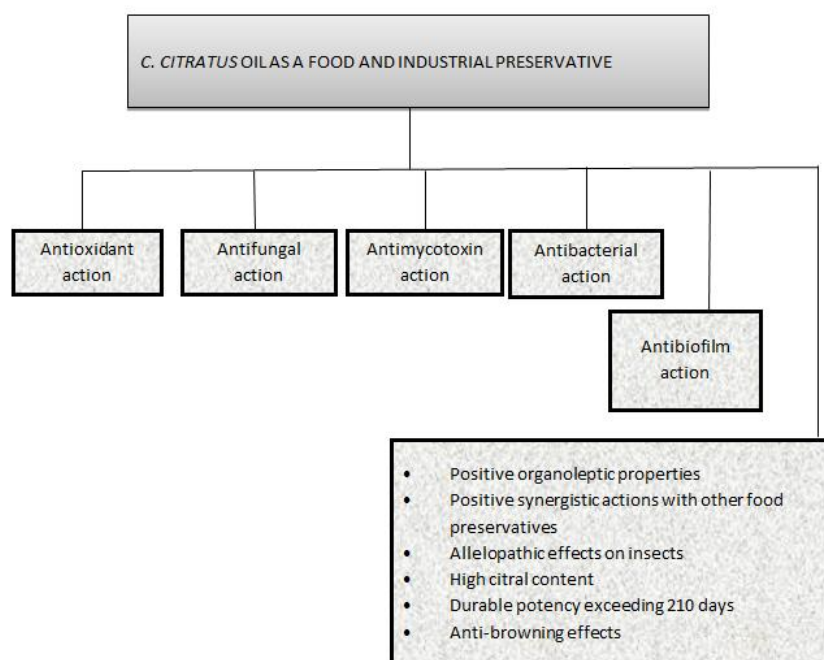 C. CITRATUS OIL AS A FOOD AND INDUSTRIAL PRESERVATIVE
Antioxidant
action
Antifungal
action
Antimycotoxin
action
Antibacterial
action
Antibiofilm
action
• Positive organoleptic properties
• Positive synergistic actions with other food
preservatives
• Allelopathic effects on insects
• High citral content
• Durable potency exceeding 210 days
• Anti-browning effects